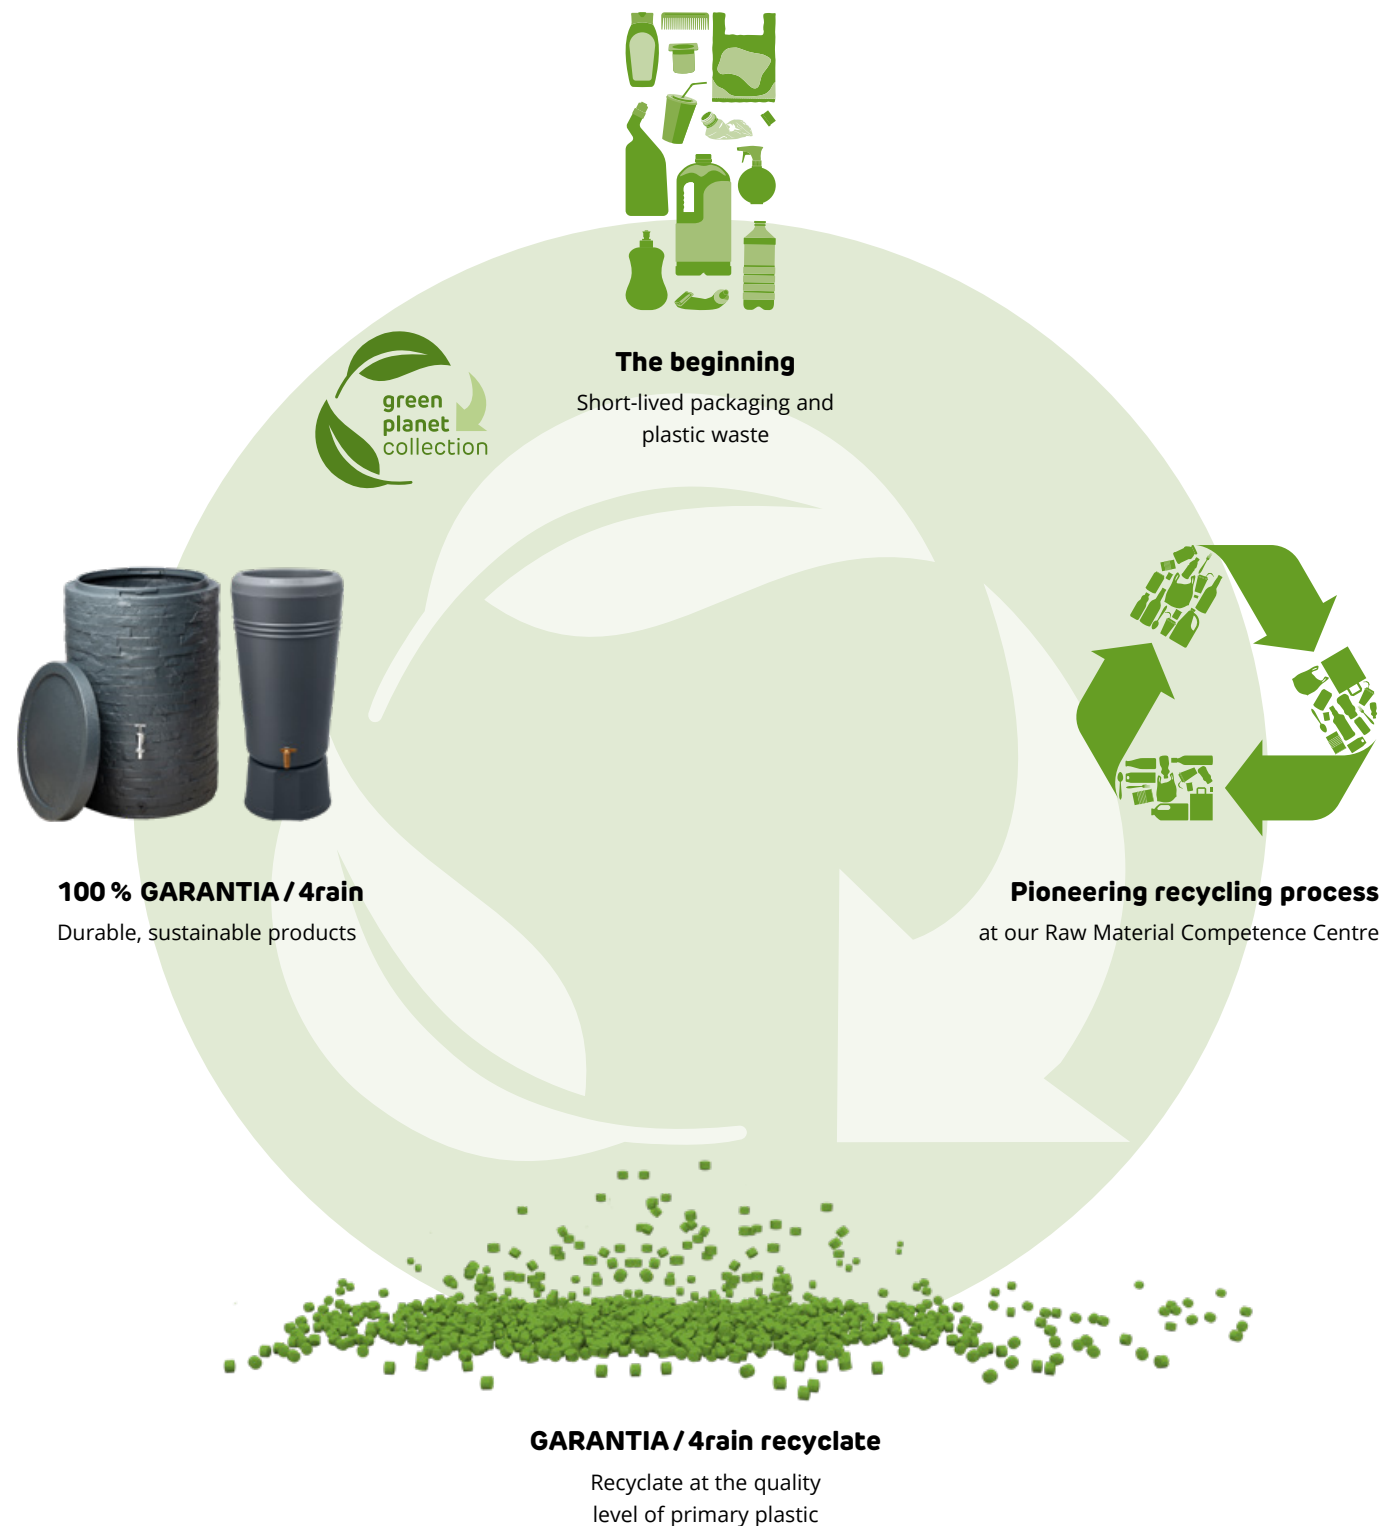 The beginning
Short-lived packaging and
plastic waste
green
planet
collection
100 % GARANTIA / 4rain
Durable, sustainable products
Pioneering recycling process
at our Raw Material Competence Centre
GARANTIA / 4rain recyclate
Recyclate at the quality
level of primary plastic